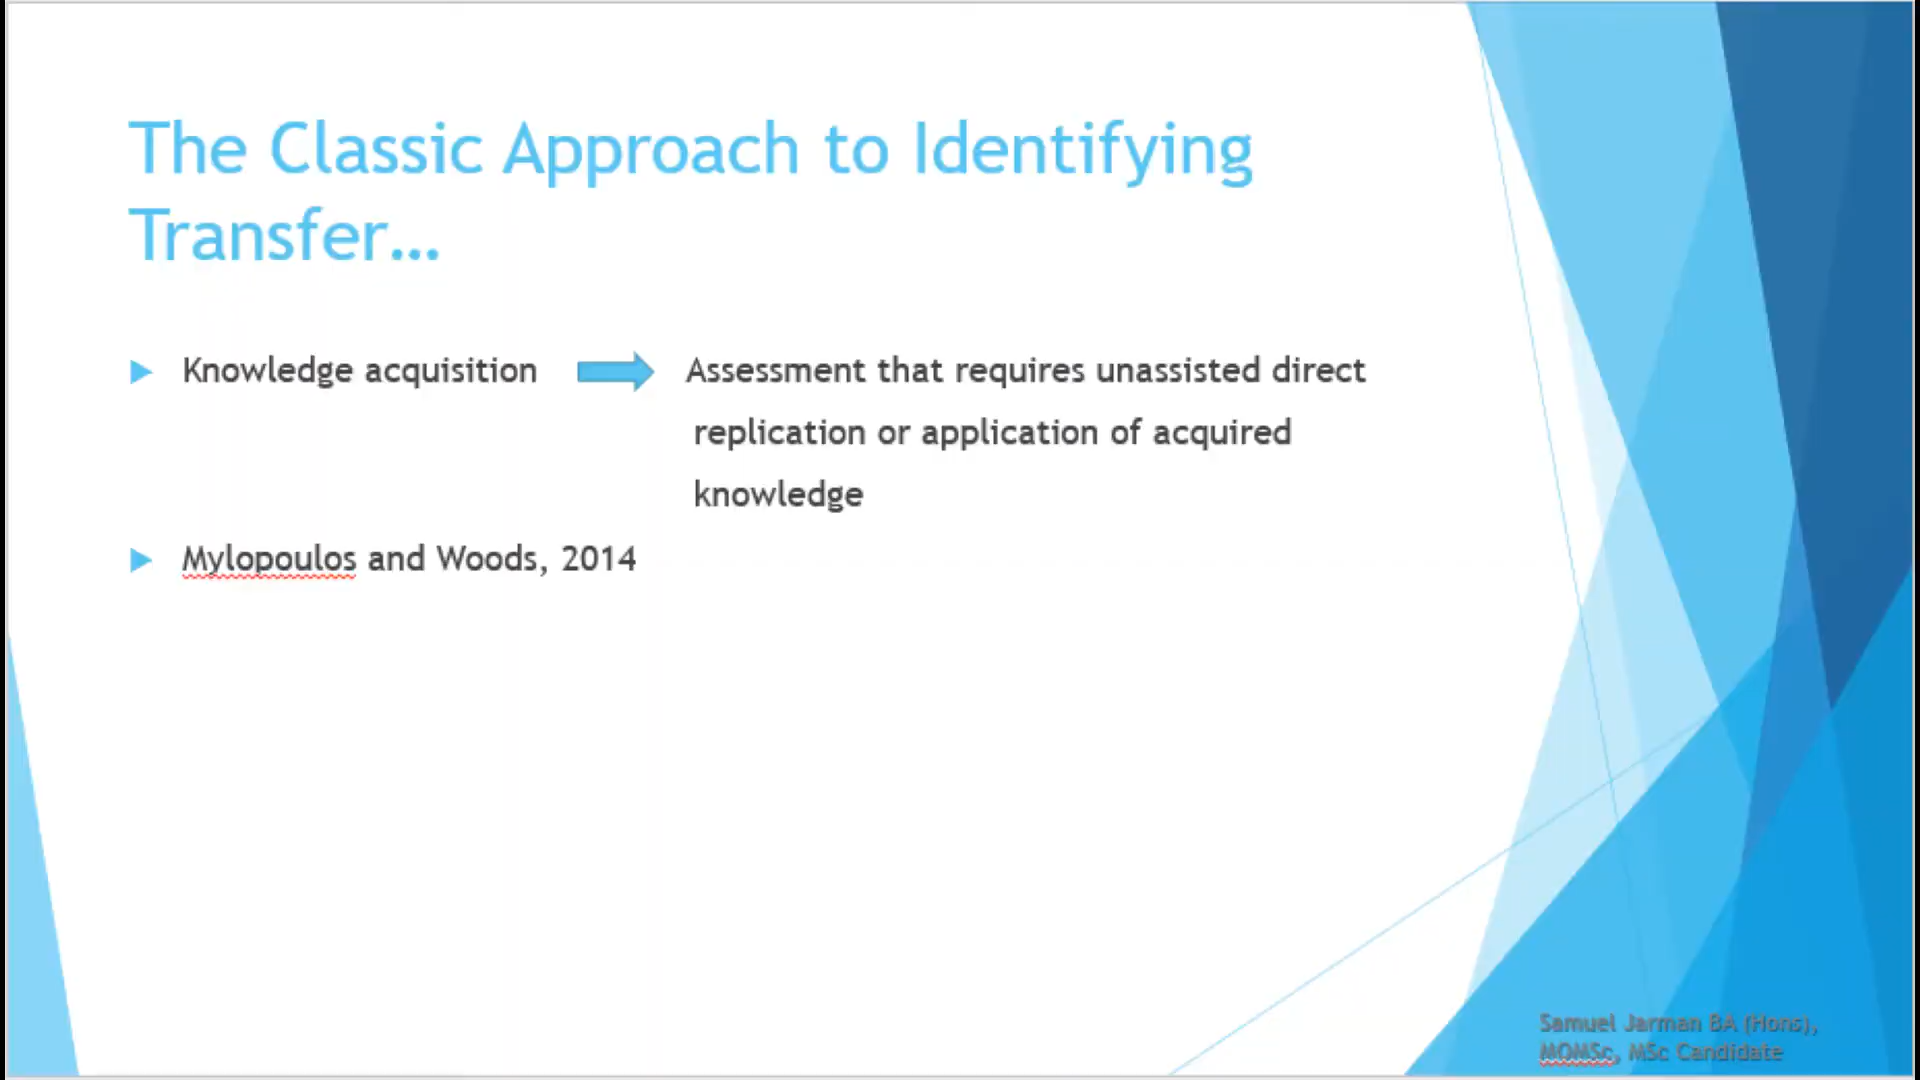 The Classic Approach to Identifying
Transfer...
Knowledge acquisition Assessment that requires unassisted direct
replication or application of acquired
knowledge
Mylopoulos and Woods, 2014
Samuel Jarman BA (Hons),
MOMSc, MSc Candidate